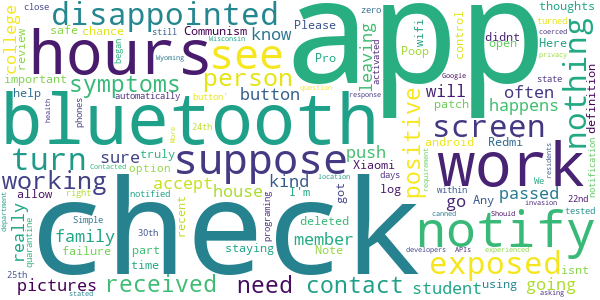 college review disappointed safe chance Communism close zero wifi Please still began Wisconsin Wyoming thoughts control
important hours see person know leaving Pro Poop open Here state coerced turned Google privacy
symptoms button often didnt activated app nothing
help automatically phones button' question
bluetooth will happens patch android positive response
health 24th None screen definition
turn suppose sure truly push Xiaomi Redmi location
working option accept house kind I'm got days log work go Any We passed requirement within 22nd notification residents
allow really quarantine family failure notified Simple recent deleted Contacted right
department 25th 30th part time member staying Note programing check notify tested invasion canned Should
pictures received need contact exposed student using going isnt
stated developers APIs experienced asking